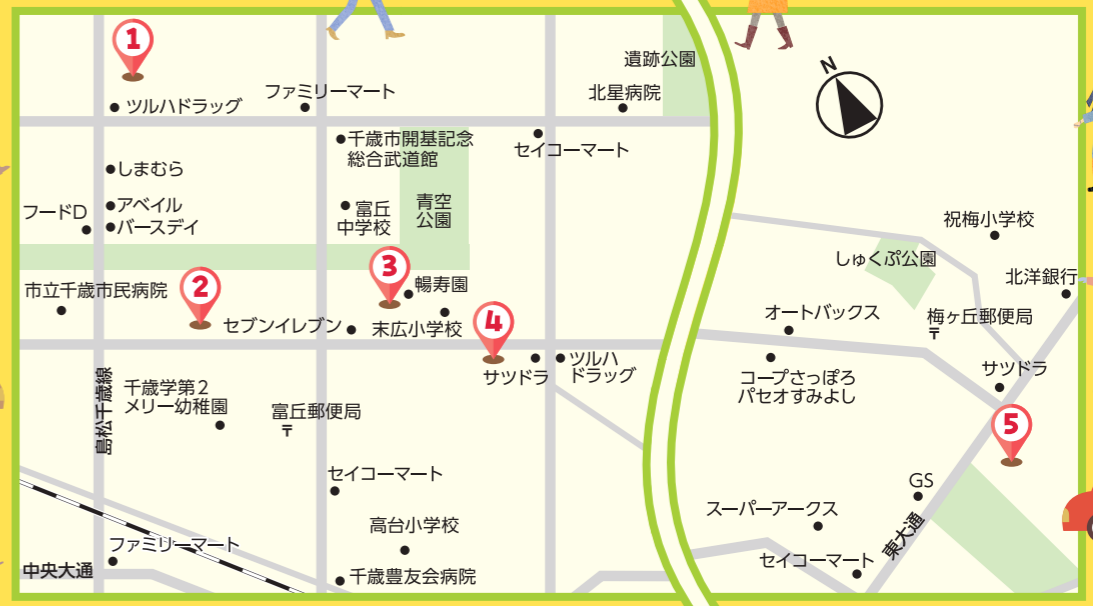 1
ツルハドラッグ
ファミリーマート
遺跡公園
北星病院
N
千歳市開基記念
総合武道館
セイコーマート
しまむら
アベイル
バースデイ
フードD
富丘
中学校
青空
公園
祝梅小学校
しゅくぷ公園
北洋銀行
市立千歳市民病院
2
3
暢寿園
セブンイレブン
末広小学校
4
サツドラ
ツルハ
ドラッグ
オートバックス
梅ヶ丘郵便局
〒
コープさっぽろ
パセオすみよし
サツドラ
5
島松千歳線
千歳学第2
メリー幼稚園
富丘郵便局
〒
セイコーマート
高台小学校
千歳豊友会病院
ファミリーマート
中央大通
GS
スーパーアークス
東大通
セイコーマート